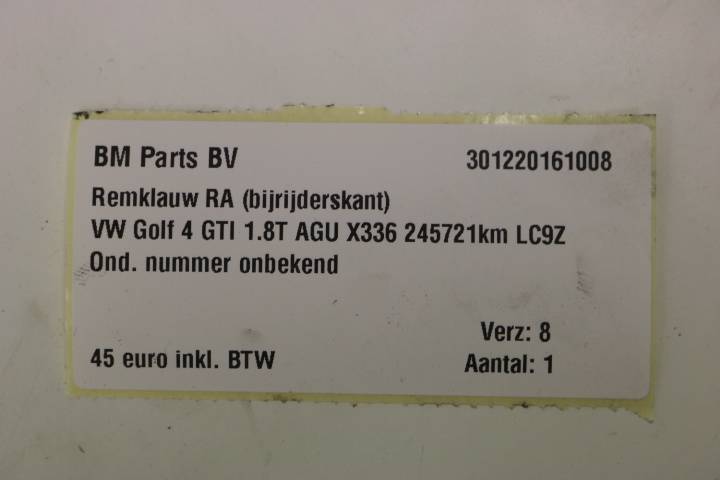 BM Parts BV 301220161008
Remklauw RA (bijrijderskant)
VW Golf 4 GTI 1.8T AGU X336 245721km LC9Z
Ond. nummer onbekend
Verz: 8
45 euro inkl. BTW Aantal: 1